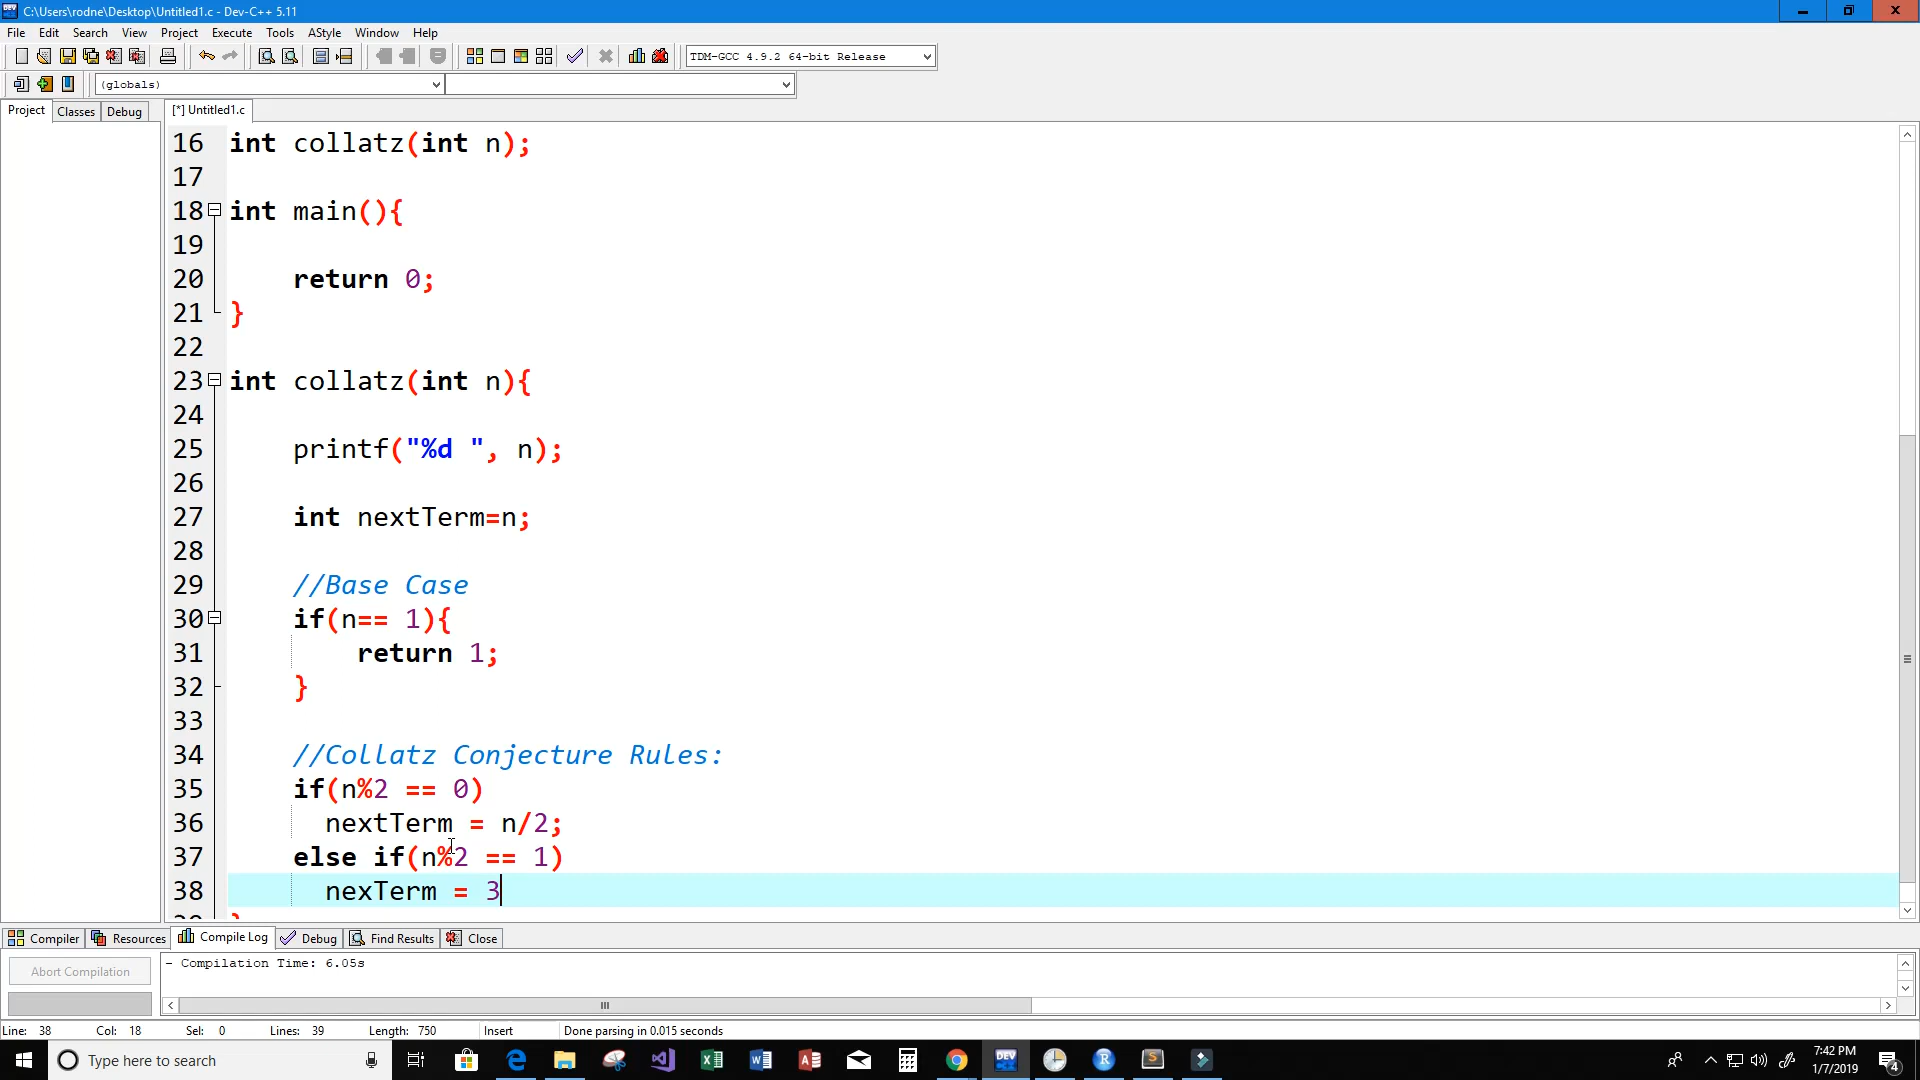 C:\Users\rodne\Desktop\Untitled1.c - Dev-C++ 5.11
File Edit Search View Project Execute Tools AStyle Window Help
TDM-GCC 4.9.2 64-bit Release
(globals)
Project Classes Debug [*] Untitled1.c
16 int collatz(int n);
17
18 int main(){
19
20 return 0;
21 }
22
23 int collatz(int n){
24
25 printf("%d ", n);
26
27 int nextTerm=n;
28
29 //Base Case
30 if(n== 1){
31 return 1;
32 }
33
34 //Collatz Conjecture Rules:
35 if(n%2 == 0)
36 nextTerm = n/2;
37 else if(n%2 == 1)
38 nexTerm = 3
Compiler Resources Compile Log Debug Find Results Close
Abort Compilation
- Compilation Time: 6.05s
Line: 38 Col: 18 Sel: 0 Lines: 39 Length: 750 Insert Done parsing in 0.015 seconds
Type here to search
7:42 PM
1/7/2019
4